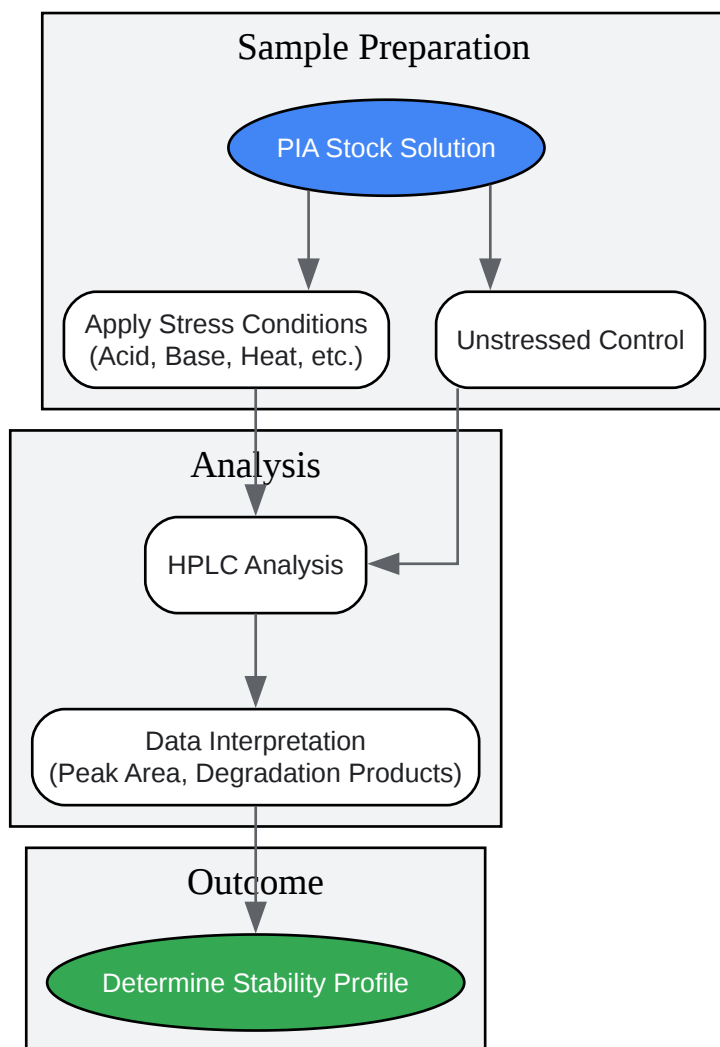 Sample Preparation
PIA Stock Solution
Apply Stress Conditions
(Acid, Base, Heat, etc.)
Unstressed Control
Analysis
HPLC Analysis
Data Interpretation
(Peak Area, Degradation Products)
Outcome
Determine Stability Profile